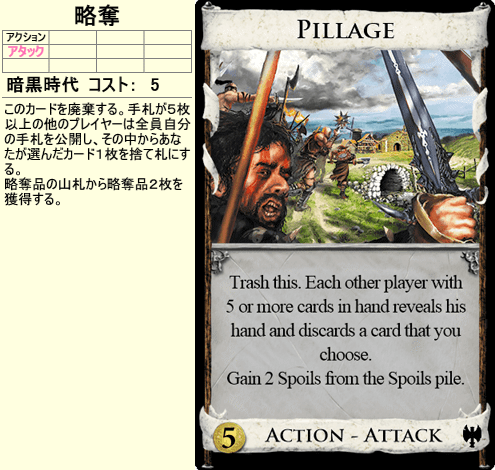 略奪
アクション
アタック
暗黒時代 コスト: 5
このカードを廃棄する。手札が5枚
以上の他のプレイヤーは全員自分
の手札を公開し、その中からあな
たが選んだカード1枚を捨て札にす
る。
略奪品の山札から略奪品2枚を
獲得する。
PILLAGE
Trash this. Each other player with
5 or more cards in hand reveals his
hand and discards a card that you
choose.
Gain 2 Spoils from the Spoils pile.
5
ACTION - ATTACK